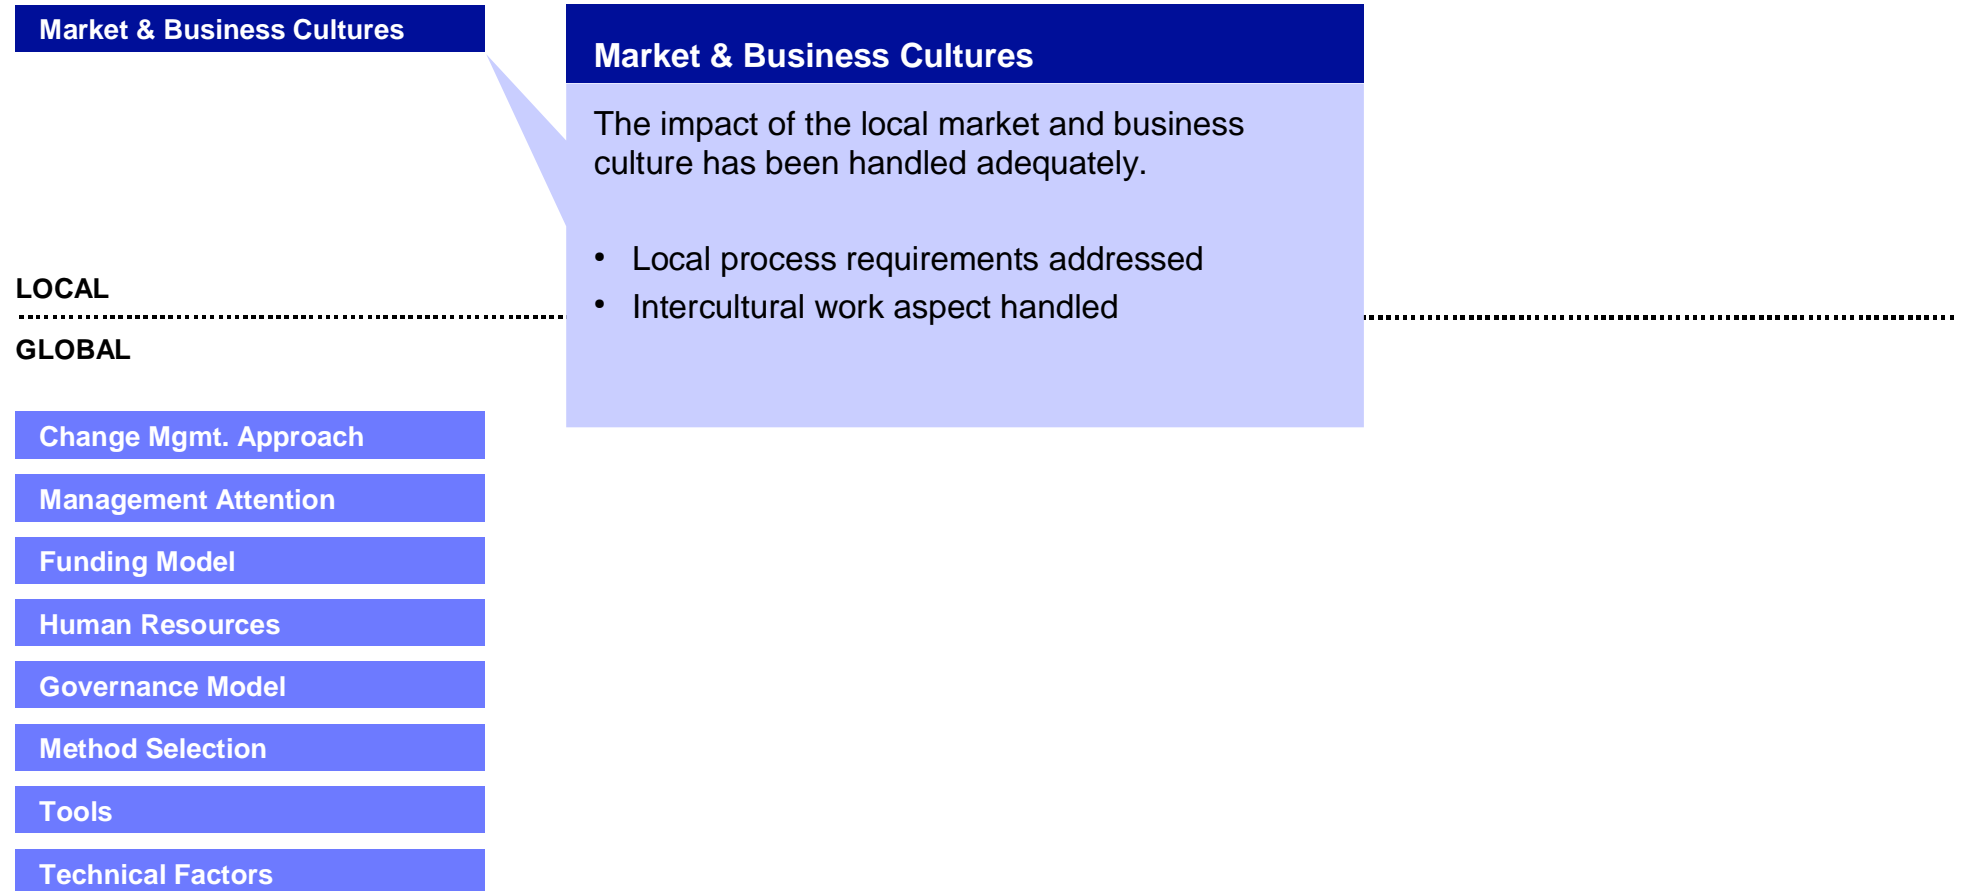 Market & Business Cultures
Market & Business Cultures
The impact of the local market and business
culture has been handled adequately.
• Local process requirements addressed
• Intercultural work aspect handled
LOCAL
GLOBAL
Change Mgmt. Approach
Management Attention
Funding Model
Human Resources
Governance Model
Method Selection
Tools
Technical Factors